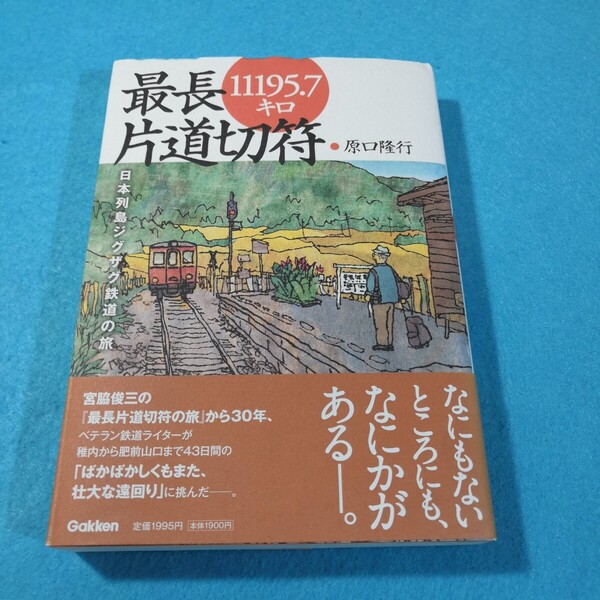 最長
11195.7
キロ
片道切符
・原口隆行
日本列島ジグザグ鉄道の旅
なにもない
ところにも、
なにかが
ある——。
宮脇俊三の
『最長片道切符の旅』から30年、
ベテラン鉄道ライターが
稚内から肥前山口まで43日間の
「ばかばかしくもまた、
壮大な遠回り」に挑んだ——。
Gakken
定価1995円
本体1900円